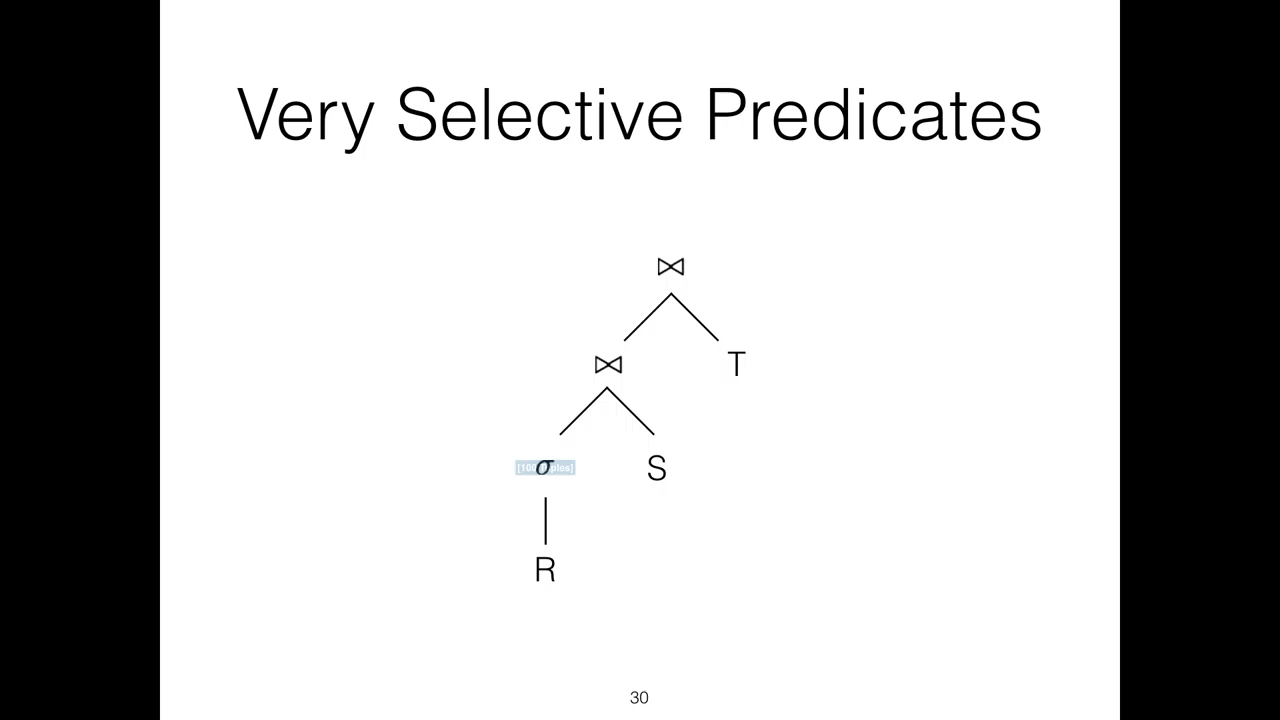 Very Selective Predicates
⋈
⋈ T
σ S
R
30